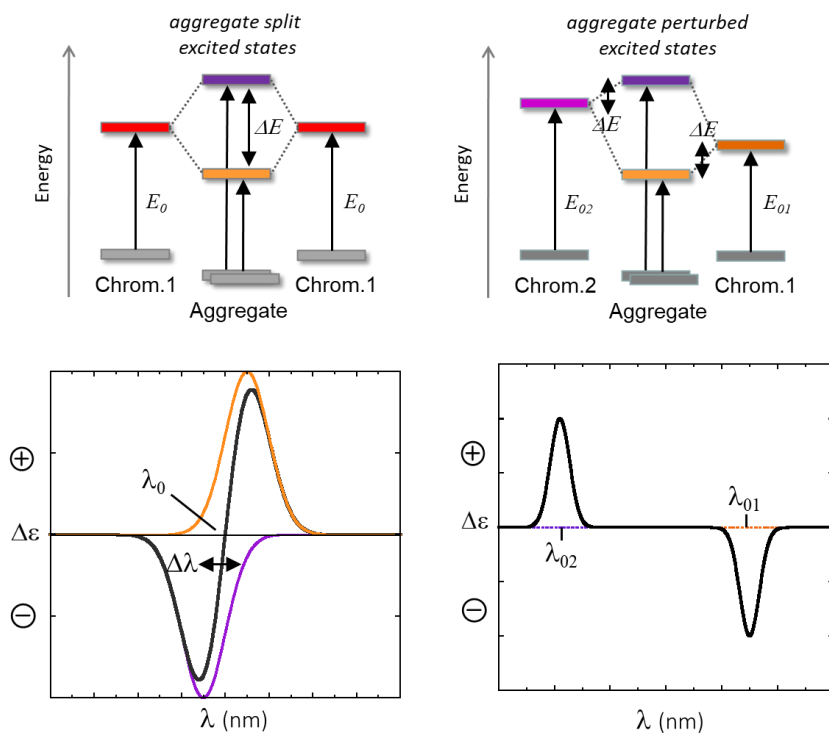 aggregate split
excited states
Energy
ΔE
E0
E0
Chrom.1
Chrom.1
Aggregate
aggregate perturbed
excited states
Energy
ΔE
ΔE
E02
E01
Chrom.2
Chrom.1
Aggregate
+
λ0
Δε
Δλ
−
λ (nm)
+
λ01
Δε
λ02
−
λ (nm)